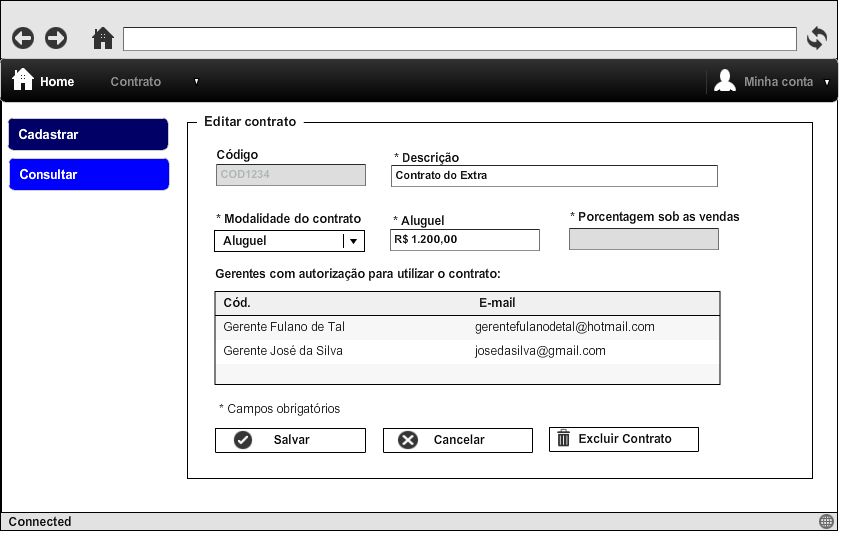 Home Contrato Minha conta
Cadastrar
Consultar
Editar contrato
Código * Descrição
COD1234 Contrato do Extra
* Modalidade do contrato * Aluguel * Porcentagem sob as vendas
Aluguel R$ 1.200,00
Gerentes com autorização para utilizar o contrato:
Cód. E-mail
Gerente Fulano de Tal gerentefulanodetal@hotmail.com
Gerente José da Silva josedasilva@gmail.com
* Campos obrigatórios
Salvar Cancelar Excluir Contrato
Connected